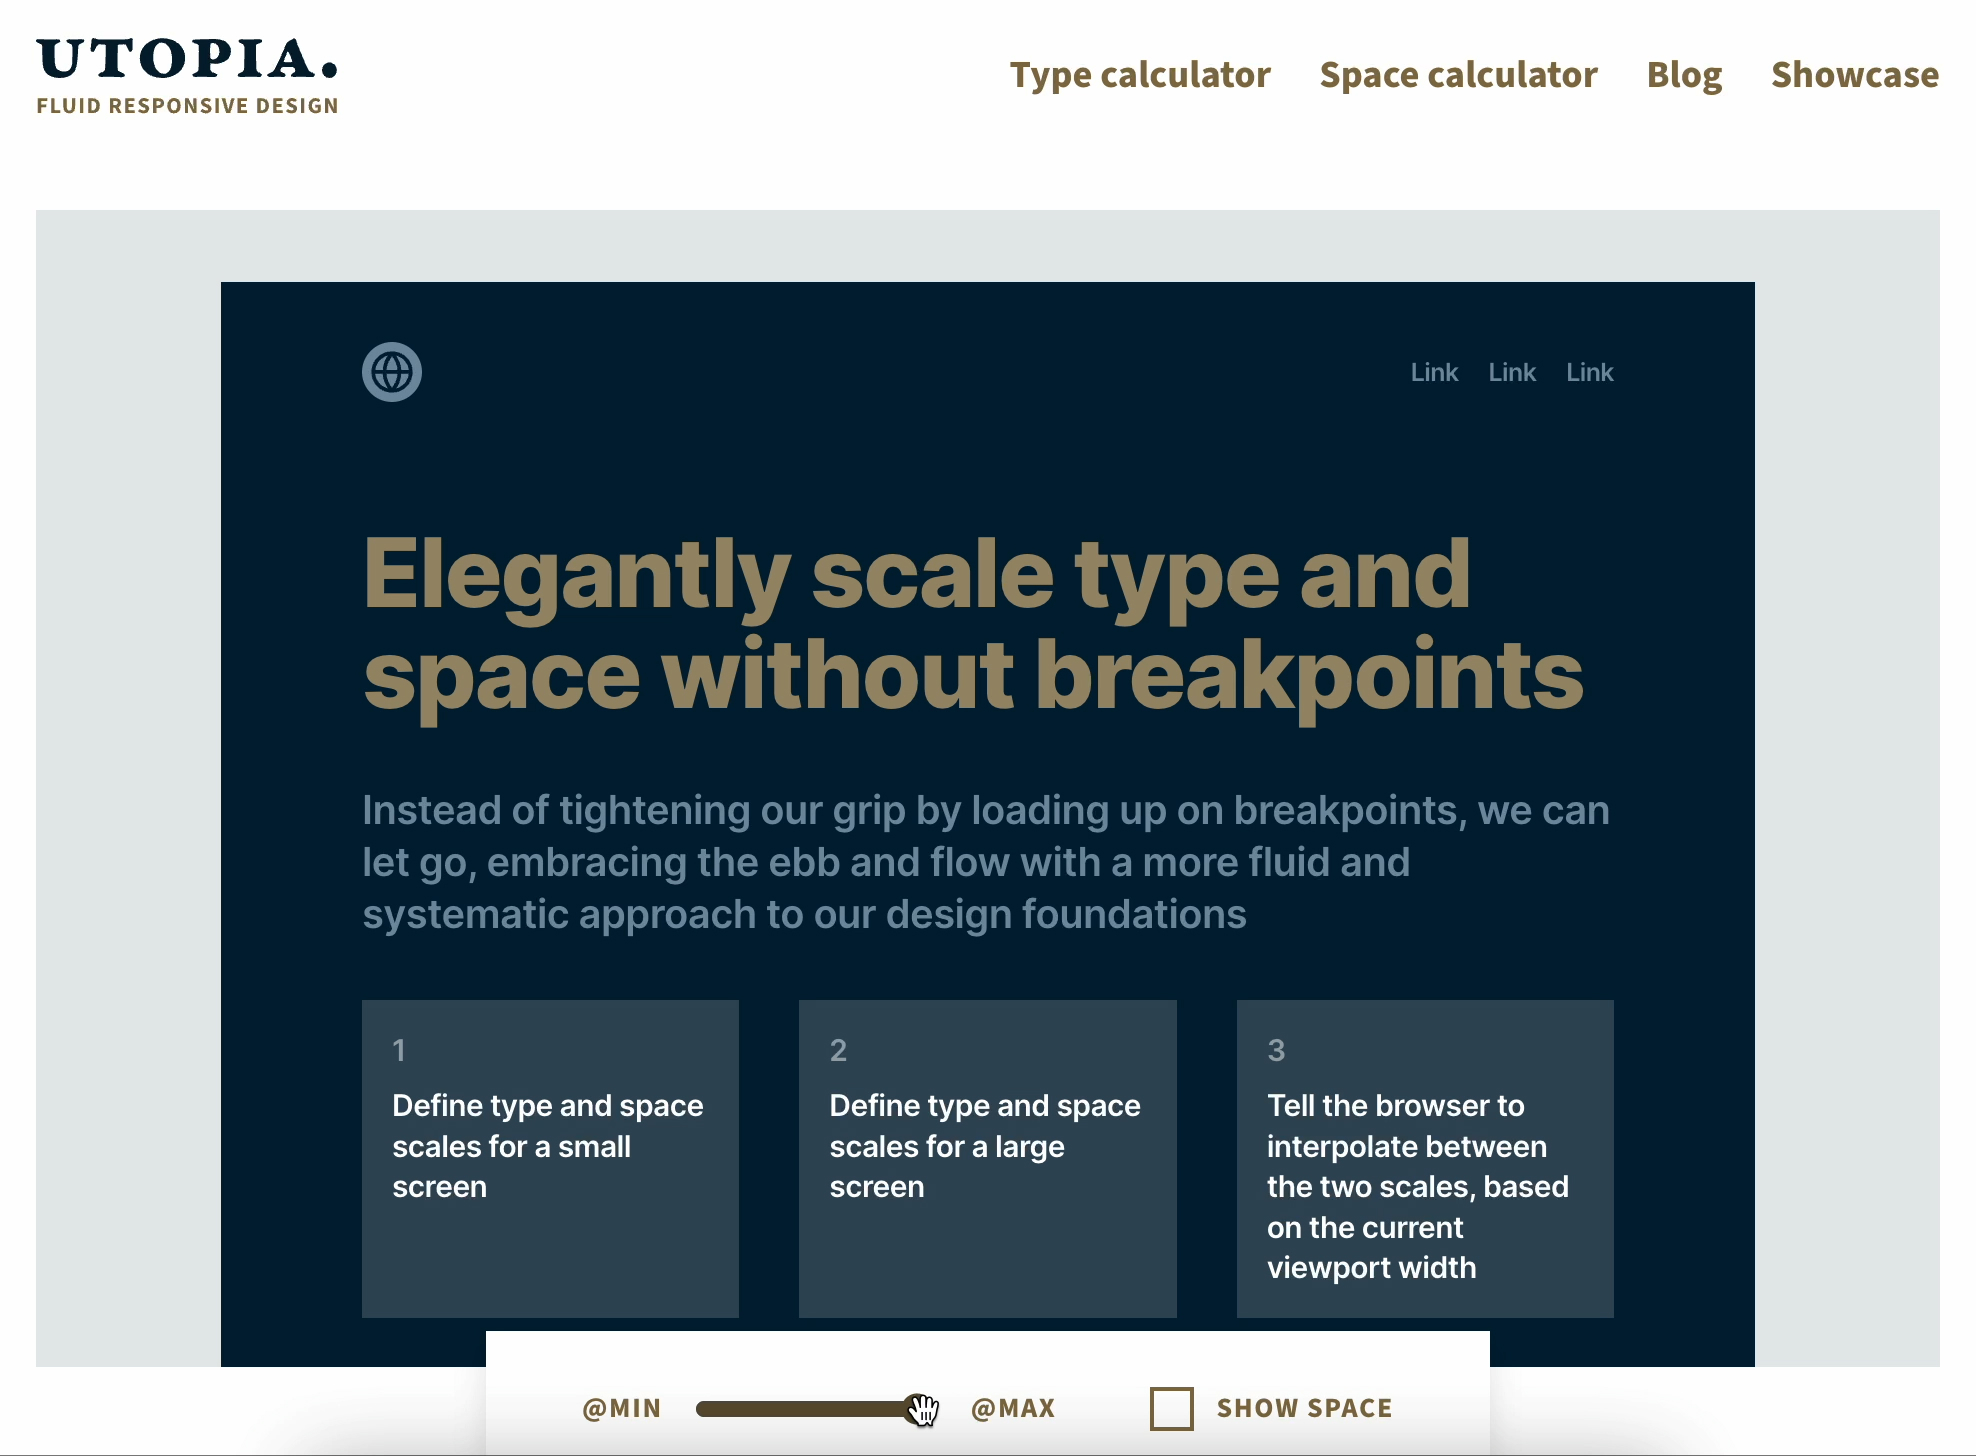 UTOPIA.
FLUID RESPONSIVE DESIGN
Type calculator
Space calculator
Blog
Showcase
Link
Link
Link
Elegantly scale type and
space without breakpoints
Instead of tightening our grip by loading up on breakpoints, we can
let go, embracing the ebb and flow with a more fluid and
systematic approach to our design foundations
1
Define type and space
scales for a small
screen
2
Define type and space
scales for a large
screen
3
Tell the browser to
interpolate between
the two scales, based
on the current
viewport width
@MIN
@MAX
SHOW SPACE